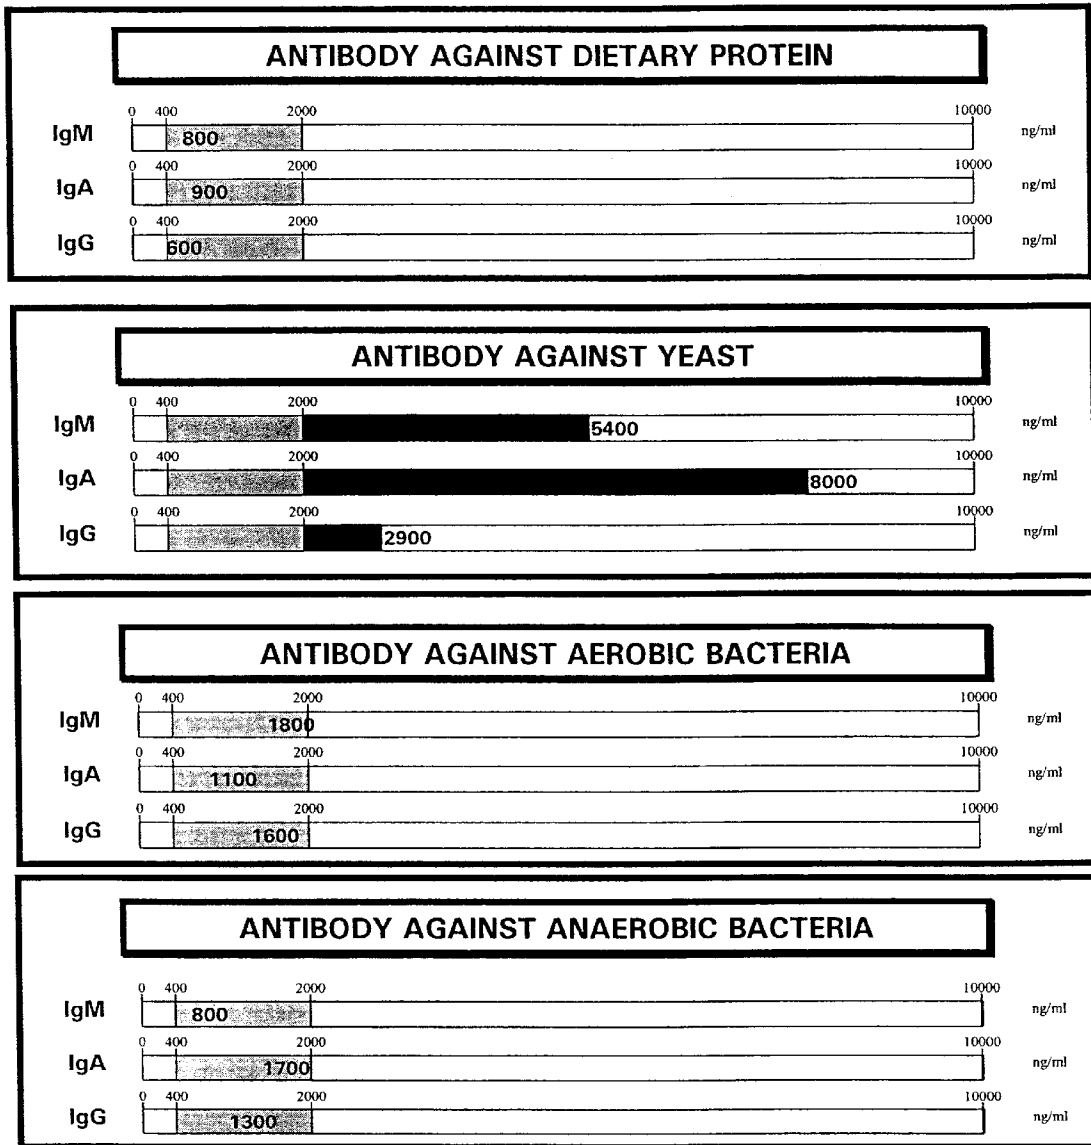 ANTIBODY AGAINST DIETARY PROTEIN
0 400 2000 10000
IgM 800 ng/ml
0 400 2000 10000
IgA 900 ng/ml
0 400 2000 10000
IgG 600 ng/ml
ANTIBODY AGAINST YEAST
0 400 2000 10000
IgM 5400 ng/ml
0 400 2000 10000
IgA 8000 ng/ml
0 400 2000 10000
IgG 2900 ng/ml
ANTIBODY AGAINST AEROBIC BACTERIA
0 400 2000 10000
IgM 1800 ng/ml
0 400 2000 10000
IgA 1100 ng/ml
0 400 2000 10000
IgG 1600 ng/ml
ANTIBODY AGAINST ANAEROBIC BACTERIA
0 400 2000 10000
IgM 800 ng/ml
0 400 2000 10000
IgA 1700 ng/ml
0 400 2000 10000
IgG 1300 ng/ml